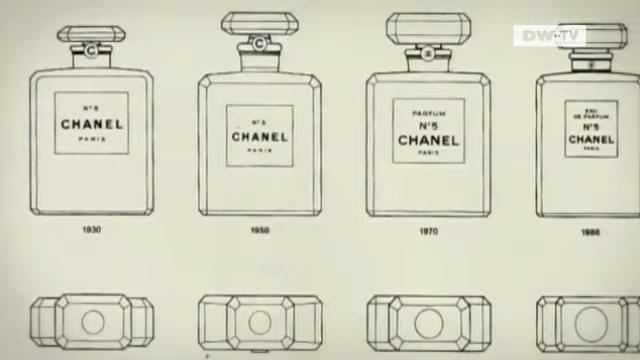 DW-TV
N°5
CHANEL
PARIS
1930
C
N°5
CHANEL
PARIS
1950
PARFUM
N°5
CHANEL
PARIS
1970
EAU
DE PARFUM
N°5
CHANEL
PARIS
1986